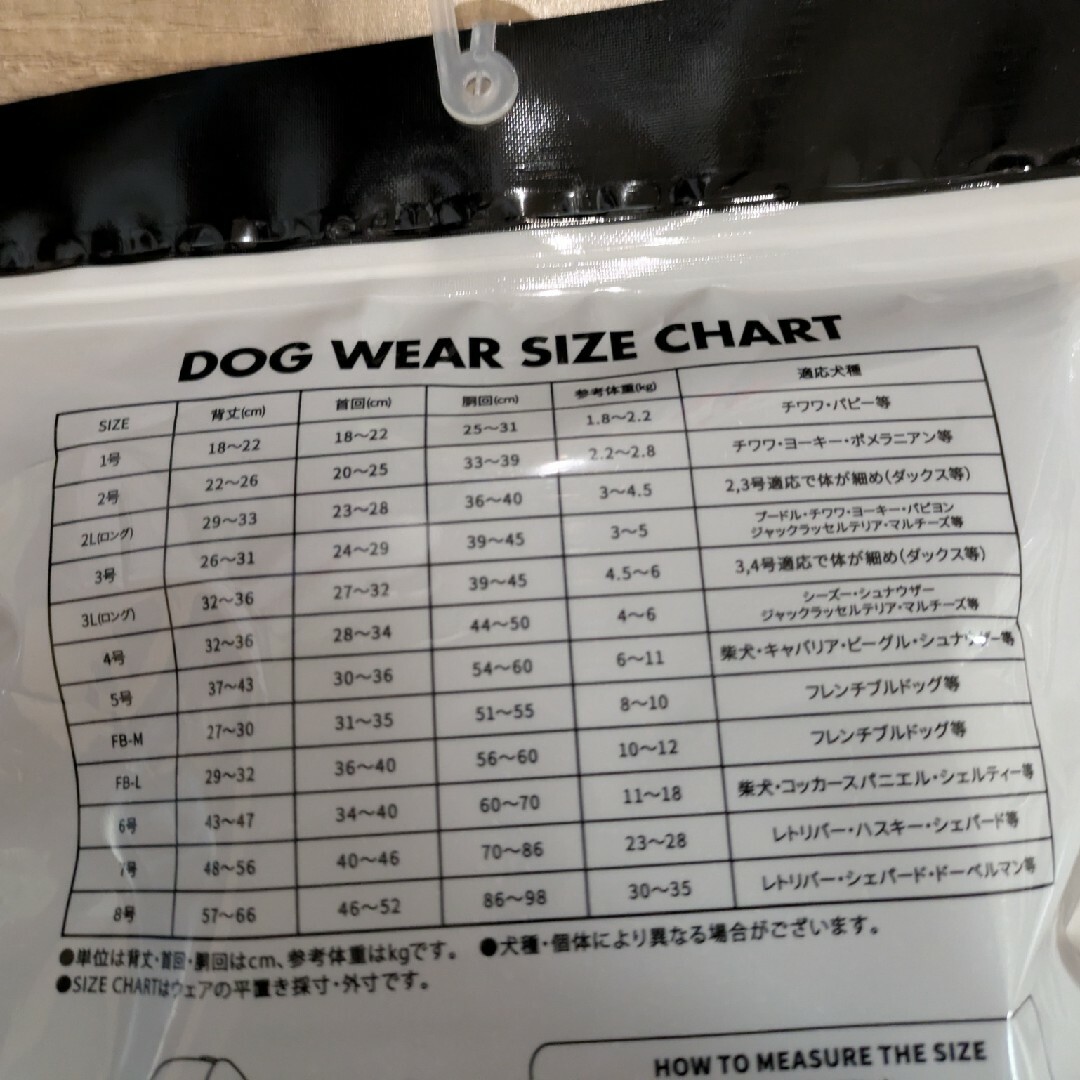 DOG WEAR SIZE CHART
SIZE 背丈(cm) 首回(cm) 胴回(cm) 参考体重(kg) 適応犬種
1号 18〜22 18〜22 25〜31 1.8〜2.2 チワワ・パピー等
2号 22〜26 20〜25 33〜39 2.2〜2.8 チワワ・ヨーキー・ポメラニアン等
2L(ロング) 29〜33 23〜28 36〜40 3〜4.5 2,3号適応で体が細め(ダックス等)
3号 26〜31 24〜29 39〜45 3〜5 プードル・チワワ・ヨーキー・パピヨン
ジャックラッセルテリア・マルチーズ等
3L(ロング) 32〜36 27〜32 39〜45 4.5〜6 3,4号適応で体が細め(ダックス等)
4号 32〜36 28〜34 44〜50 4〜6 シーズー・シュナウザー
ジャックラッセルテリア・マルチーズ等
5号 37〜43 30〜36 54〜60 6〜11 柴犬・キャバリア・ビーグル・シュナウザー等
FB-M 27〜30 31〜35 51〜55 8〜10 フレンチブルドッグ等
FB-L 29〜32 36〜40 56〜60 10〜12 フレンチブルドッグ等
6号 43〜47 34〜40 60〜70 11〜18 柴犬・コッカースパニエル・シェルティー等
7号 48〜56 40〜46 70〜86 23〜28 レトリバー・ハスキー・シェパード等
8号 57〜66 46〜52 86〜98 30〜35 レトリバー・シェパード・ドーベルマン等
●単位は背丈・首回・胴回はcm、参考体重はkgです。 ●犬種・個体により異なる場合がございます。
●SIZE CHARTはウェアの平置き採寸・外寸です。
HOW TO MEASURE THE SIZE